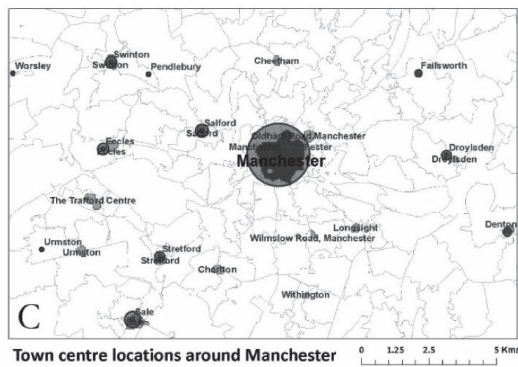 Swinton
Swinton
Worsley
Pendlebury
Cheetham
Failsworth
Salford
Salford
Oldham Road, Manchester
Manchester
Manchester
Eccles
Eccles
Droylsden
Droylsden
The Trafford Centre
Denton
Longsight
Wilmslow Road, Manchester
Urmston
Urmston
Stretford
Stretford
Chorlton
Withington
Sale
C
Town centre locations around Manchester
0 1.25 2.5 5 Kms